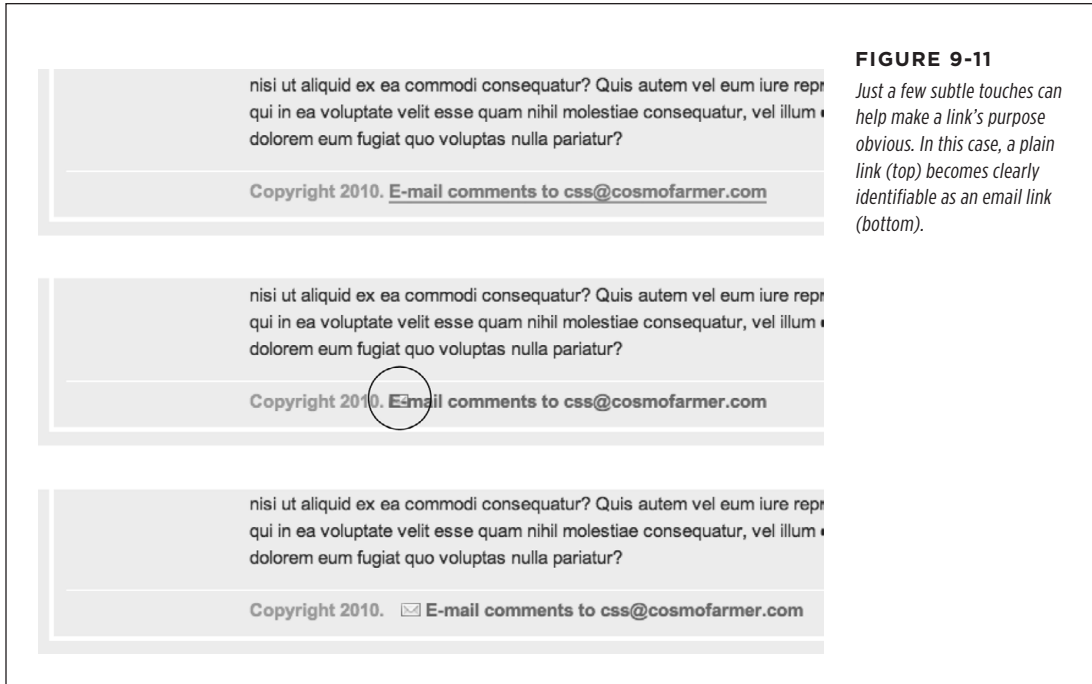 nisi ut aliquid ex ea commodi consequatur? Quis autem vel eum iure repr
qui in ea voluptate velit esse quam nihil molestiae consequatur, vel illum
dolorem eum fugiat quo voluptas nulla pariatur?
Copyright 2010. E-mail comments to css@cosmofarmer.com
nisi ut aliquid ex ea commodi consequatur? Quis autem vel eum iure repr
qui in ea voluptate velit esse quam nihil molestiae consequatur, vel illum
dolorem eum fugiat quo voluptas nulla pariatur?
Copyright 2010. E-mail comments to css@cosmofarmer.com
nisi ut aliquid ex ea commodi consequatur? Quis autem vel eum iure repr
qui in ea voluptate velit esse quam nihil molestiae consequatur, vel illum
dolorem eum fugiat quo voluptas nulla pariatur?
Copyright 2010. E-mail comments to css@cosmofarmer.com
FIGURE 9-11
Just a few subtle touches can
help make a link's purpose
obvious. In this case, a plain
link (top) becomes clearly
identifiable as an email link
(bottom).